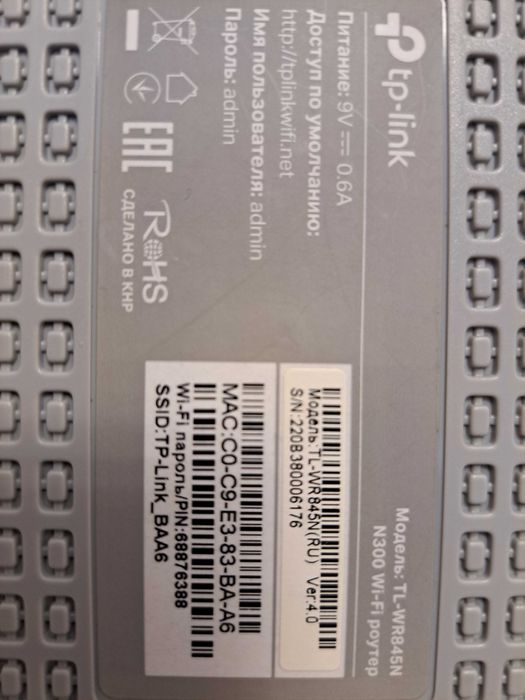 tp-link
Модель: TL-WR845N
N300 Wi-Fi роутер
Питание: 9V ⎓ 0.6A
Доступ по умолчанию:
http://tplinkwifi.net
Имя пользователя: admin
Пароль: admin
EAC
RoHS
СДЕЛАНО В КНР
Модель:TL-WR845N(RU) Ver:4.0
S/N:220B380006176
MAC:C0-C9-E3-83-BA-A6
Wi-Fi пароль/PIN:68876388
SSID:TP-Link_BAA6